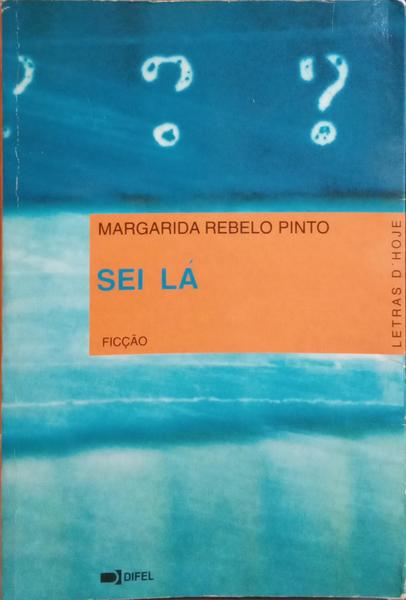 ? ? ?
MARGARIDA REBELO PINTO
SEI LÁ
FICÇÃO
LETRAS D'HOJE
DIFEL